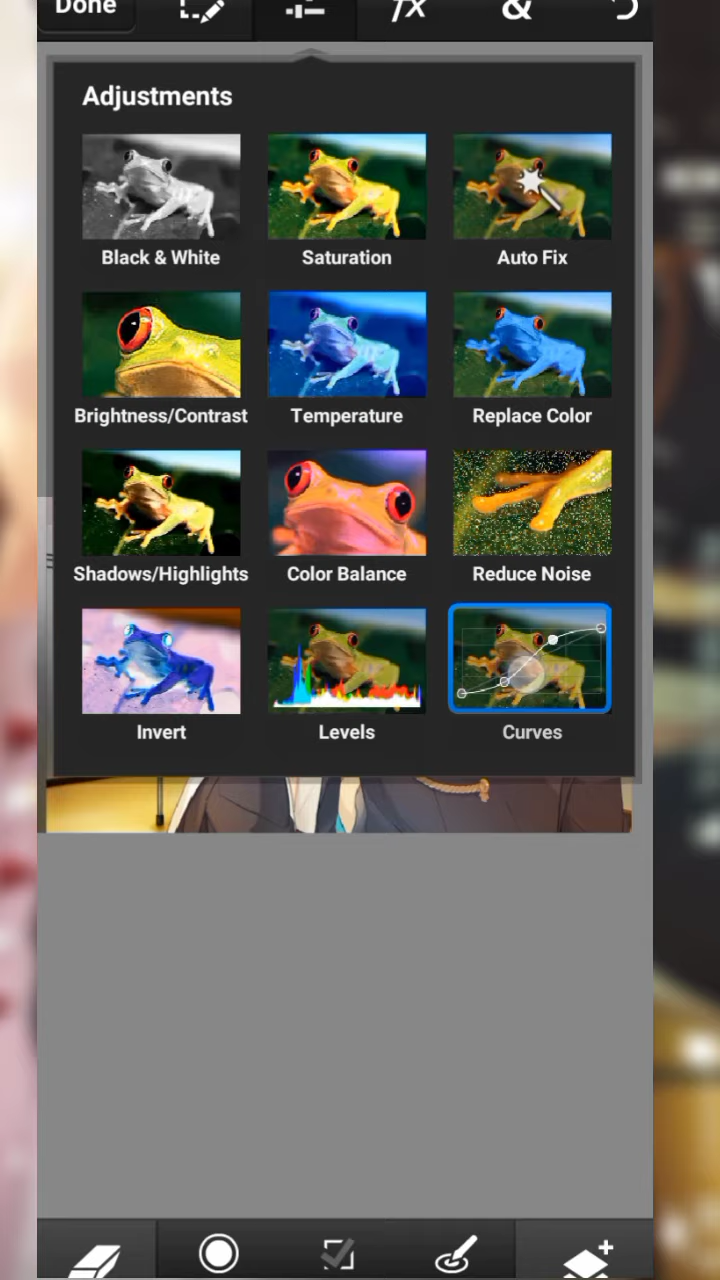 Done
fx
&
Adjustments
Black & White
Saturation
Auto Fix
Brightness/Contrast
Temperature
Replace Color
Shadows/Highlights
Color Balance
Reduce Noise
Invert
Levels
Curves